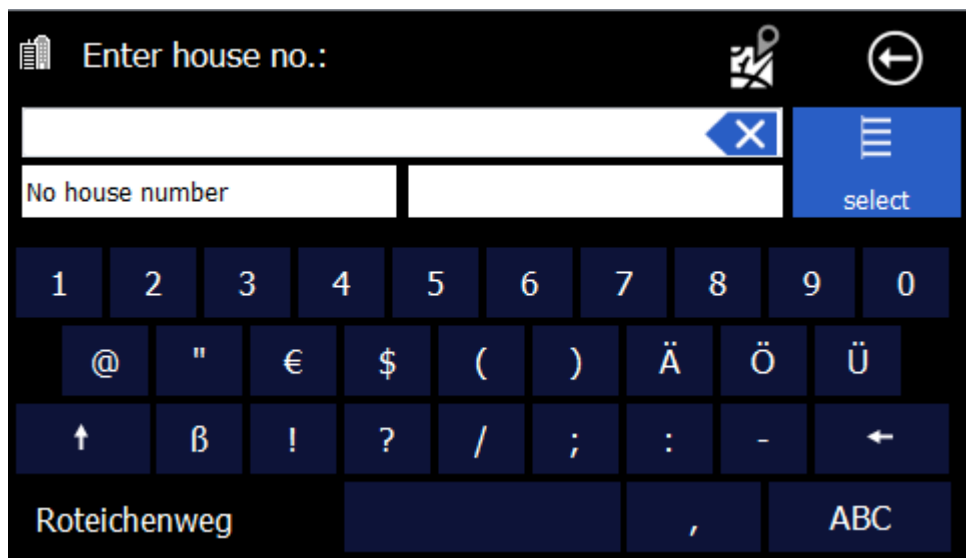 Enter house no.:
No house number
select
1 2 3 4 5 6 7 8 9 0
@ " € $ ( ) Ä Ö Ü
ß ! ? / ; : -
Roteichenweg , ABC